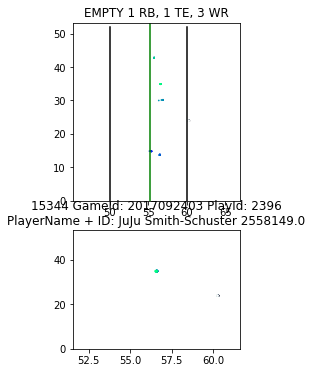 EMPTY 1 RB, 1 TE, 3 WR
50
40
30
20
10
0
50 55 60 65
15344 GameId: 2017092403 PlayId: 2396
PlayerName + ID: JuJu Smith-Schuster 2558149.0
40
20
0
52.5 55.0 57.5 60.0